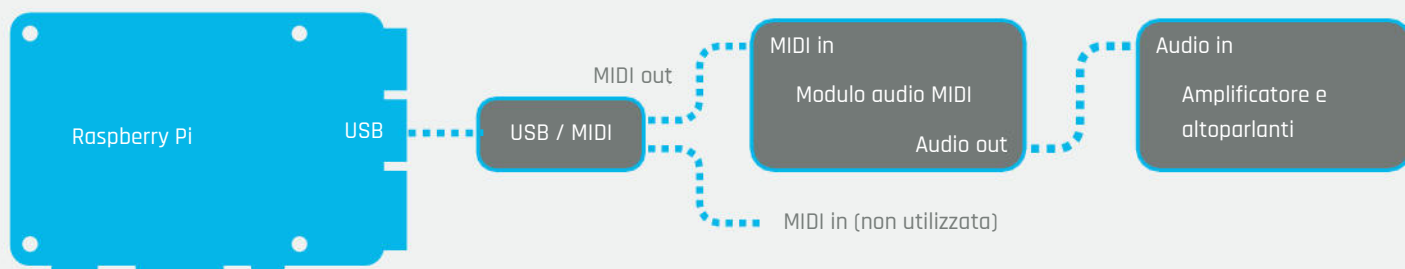 Raspberry Pi
USB
USB / MIDI
MIDI out
MIDI in
Modulo audio MIDI
Audio out
MIDI in (non utilizzata)
Audio in
Amplificatore e
altoparlanti